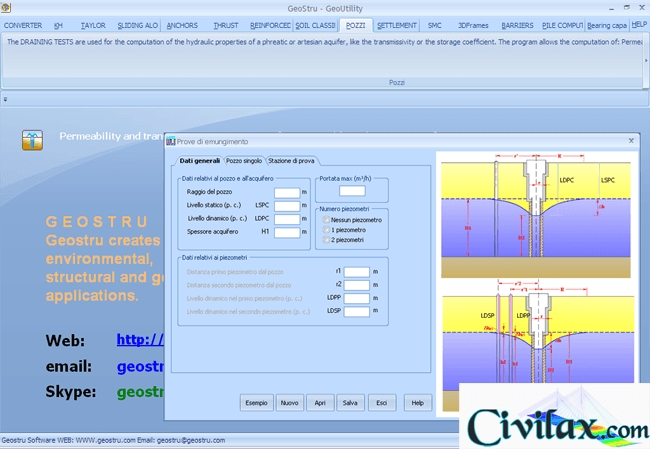 GeoStru - GeoUtility
CONVERTER KH TAYLOR SLIDING ALO ANCHORS THRUST REINFORCED SOIL CLASSIF POZZI SETTLEMENT SMC 3DFrames BARRIERS PILE COMPUT Bearing capa HELP
The DRAINING TESTS are used for the computation of the hydraulic properties of a phreatic or artesian aquifer, like the transmissivity or the storage coefficient. The program allows the computation of: Permea
Pozzi
Permeability and tran
Prove di emungimento
Dati generali Pozzo singolo Stazione di prova
Dati relativi al pozzo e all'acquifero
Raggio del pozzo m
Livello statico (p. c.) LSPC m
Livello dinamico (p. c.) LDPC m
Spessore acquifero H1 m
Portata max (m³/h)
Numero piezometri
Nessun piezometro
1 piezometro
2 piezometri
Dati relativi ai piezometri
Distanza primo piezometro dal pozzo r1 m
Distanza secondo piezometro dal pozzo r2 m
Livello dinamico nel primo piezometro (p. c.) LDPP m
Livello dinamico nel secondo piezometro (p. c.) LDSP m
Esempio Nuovo Apri Salva Esci Help
LDPC LSPC
LDSP LDPP LDPC
GEOSTRU
Geostru creates
environmental,
structural and g
applications.
Web: http://
email: geostr
Skype: geostr
Geostru Software WEB: WWW.geostru.com Email: geostru@geostru.com
Civilax.com